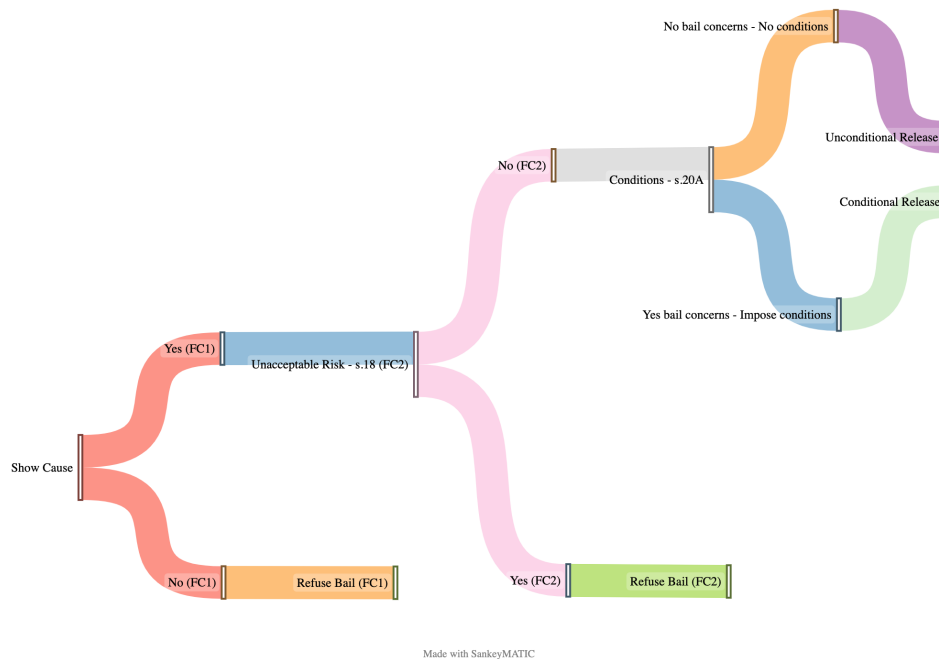 No bail concerns - No conditions
Unconditional Release
No (FC2)
Conditions - s.20A
Conditional Release
Yes bail concerns - Impose conditions
Yes (FC1)
Unacceptable Risk - s.18 (FC2)
Show Cause
No (FC1)
Refuse Bail (FC1)
Yes (FC2)
Refuse Bail (FC2)
Made with SankeyMATIC